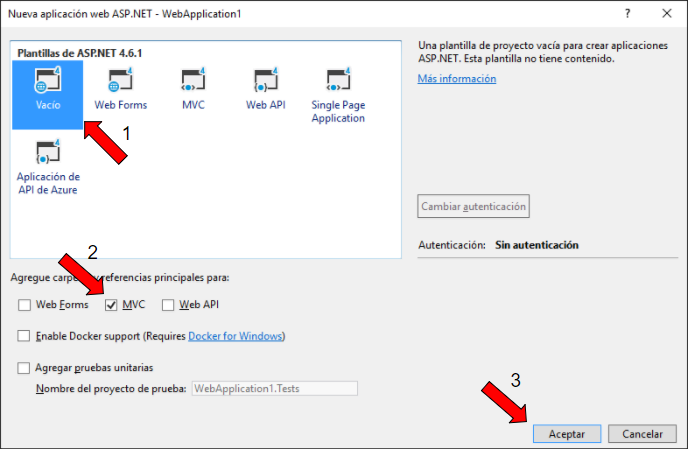 Nueva aplicación web ASP.NET - WebApplication1
?
Plantillas de ASP.NET 4.6.1
Vacío
Web Forms
MVC
Web API
Single Page
Application
Aplicación de
API de Azure
1
Una plantilla de proyecto vacía para crear aplicaciones
ASP.NET. Esta plantilla no tiene contenido.
Más información
Cambiar autenticación
Autenticación: Sin autenticación
2
Agregue carpetas y referencias principales para:
Web Forms
MVC
Web API
Enable Docker support (Requires Docker for Windows)
Agregar pruebas unitarias
Nombre del proyecto de prueba: WebApplication1.Tests
3
Aceptar
Cancelar